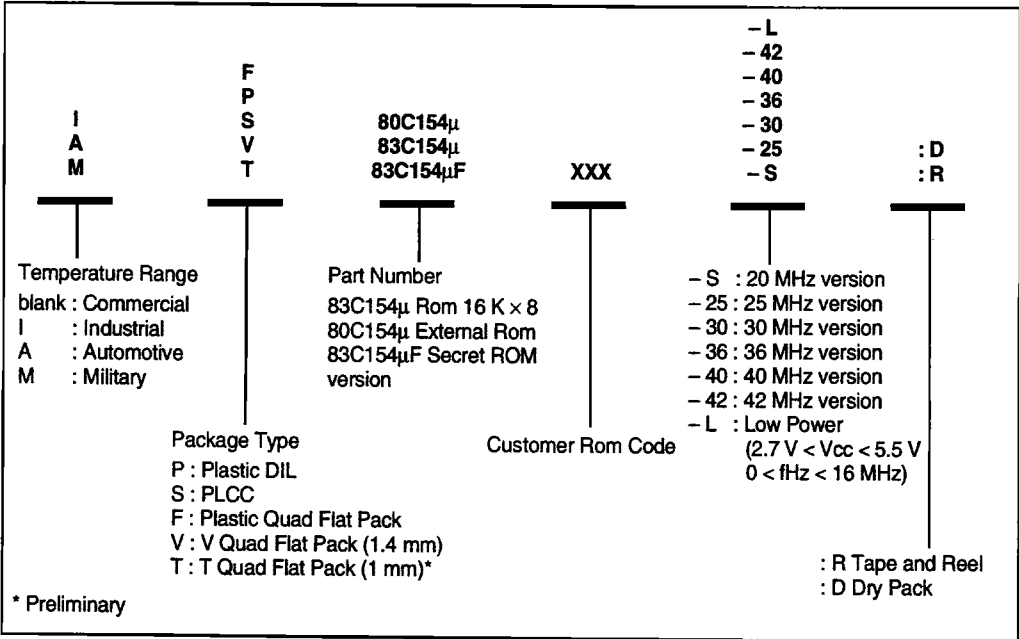 – L
– 42
– 40
– 36
– 30
– 25
– S
F
P
S
V
T
I
A
M
80C154µ
83C154µ
83C154µF
XXX
: D
: R
Temperature Range
blank : Commercial
I : Industrial
A : Automotive
M : Military
Part Number
83C154µ Rom 16 K × 8
80C154µ External Rom
83C154µF Secret ROM
version
– S : 20 MHz version
– 25 : 25 MHz version
– 30 : 30 MHz version
– 36 : 36 MHz version
– 40 : 40 MHz version
– 42 : 42 MHz version
– L : Low Power
(2.7 V < Vcc < 5.5 V
0 < fHz < 16 MHz)
Package Type
P : Plastic DIL
S : PLCC
F : Plastic Quad Flat Pack
V : V Quad Flat Pack (1.4 mm)
T : T Quad Flat Pack (1 mm)*
Customer Rom Code
: R Tape and Reel
: D Dry Pack
* Preliminary